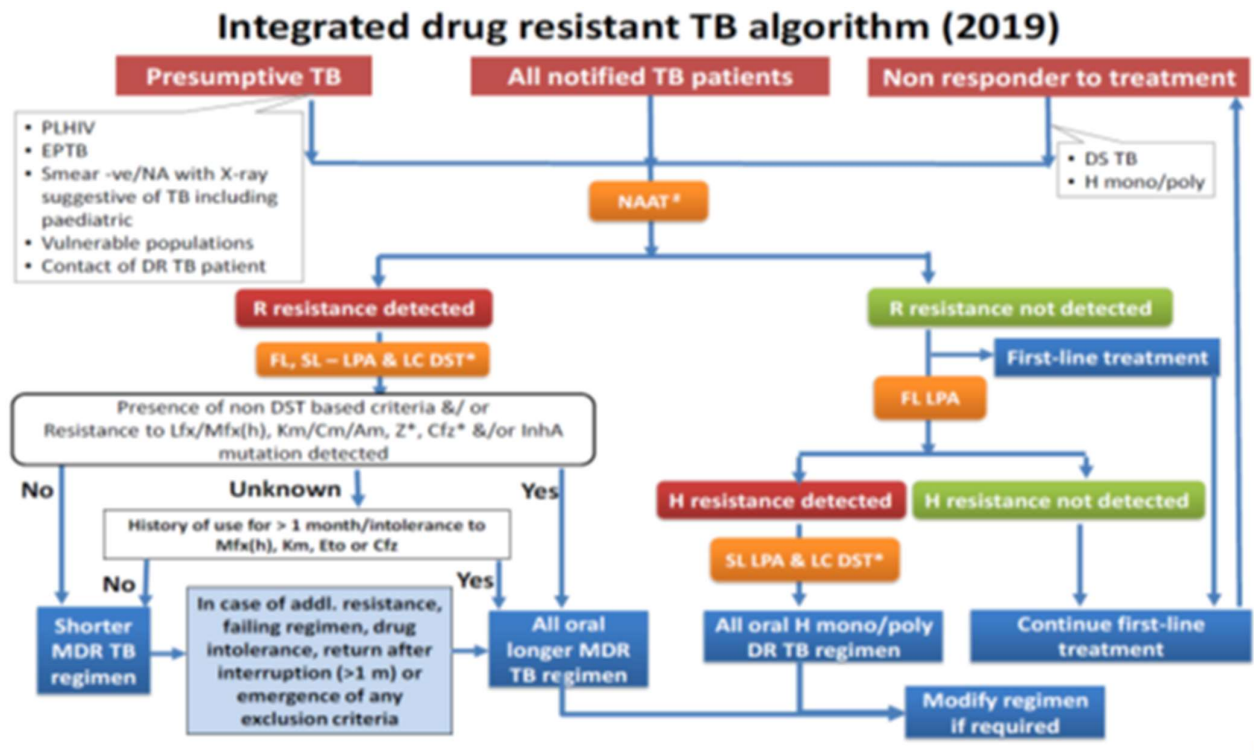 Integrated drug resistant TB algorithm (2019)
Presumptive TB
All notified TB patients
Non responder to treatment
• PLHIV
• EPTB
• Smear -ve/NA with X-ray
suggestive of TB including
paediatric
• Vulnerable populations
• Contact of DR TB patient
• DS TB
• H mono/poly
NAAT#
R resistance detected
R resistance not detected
FL, SL – LPA & LC DST*
First-line treatment
FL LPA
Presence of non DST based criteria &/ or
Resistance to Lfx/Mfx(h), Km/Cm/Am, Z*, Cfz* &/or InhA
mutation detected
No
Unknown
Yes
H resistance detected
H resistance not detected
History of use for > 1 month/intolerance to
Mfx(h), Km, Eto or Cfz
SL LPA & LC DST*
No
Yes
Shorter
MDR TB
regimen
In case of addl. resistance,
failing regimen, drug
intolerance, return after
interruption (>1 m) or
emergence of any
exclusion criteria
All oral
longer MDR
TB regimen
All oral H mono/poly
DR TB regimen
Continue first-line
treatment
Modify regimen
if required